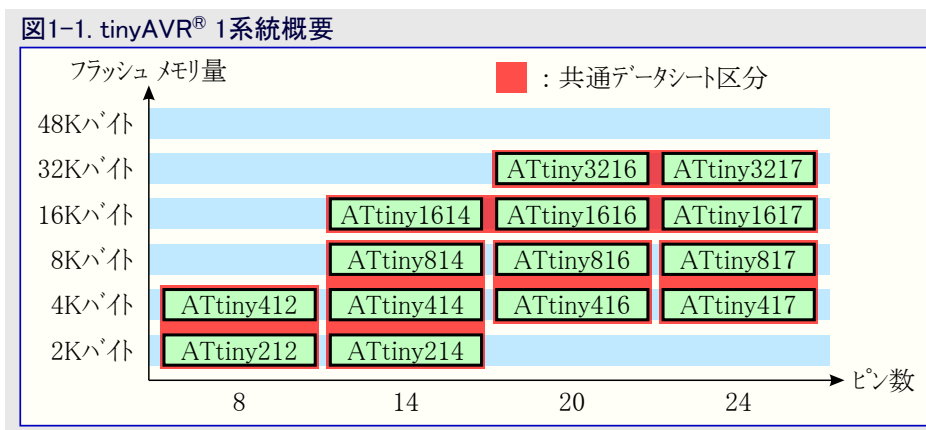 図1-1. tinyAVR® 1系統概要
フラッシュ メモリ量
：共通データシート区分
48Kバイト
32Kバイト ATtiny3216 ATtiny3217
16Kバイト ATtiny1614 ATtiny1616 ATtiny1617
8Kバイト ATtiny814 ATtiny816 ATtiny817
4Kバイト ATtiny412 ATtiny414 ATtiny416 ATtiny417
2Kバイト ATtiny212 ATtiny214
ピン数
8 14 20 24